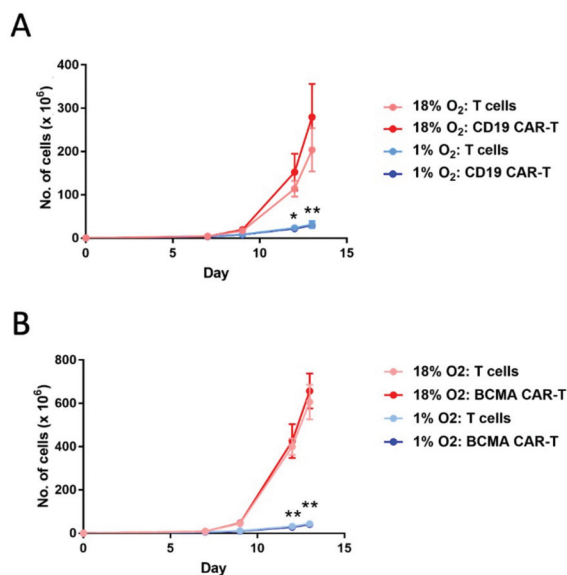 A
No. of cells (x 10⁶)
400
300
200
100
0
* **
0 5 10 15
Day
18% O₂: T cells
18% O₂: CD19 CAR-T
1% O₂: T cells
1% O₂: CD19 CAR-T
B
No. of cells (x 10⁶)
800
600
400
200
0
** **
0 5 10 15
Day
18% O2: T cells
18% O2: BCMA CAR-T
1% O2: T cells
1% O2: BCMA CAR-T